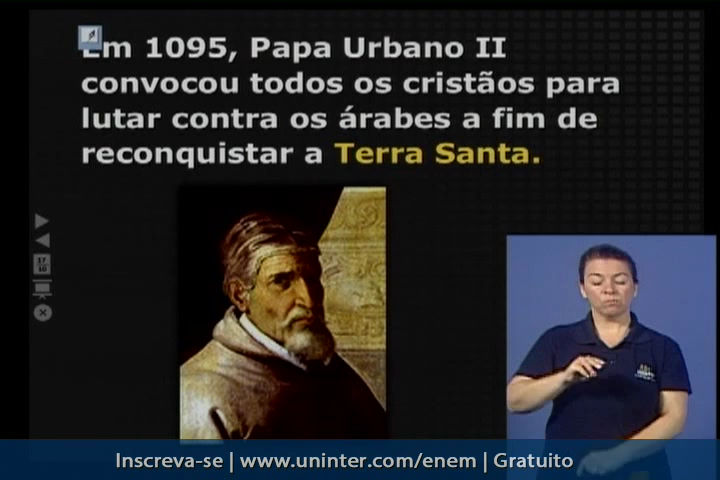 Em 1095, Papa Urbano II
convocou todos os cristãos para
lutar contra os árabes a fim de
reconquistar a Terra Santa.
Inscreva-se | www.uninter.com/enem | Gratuito